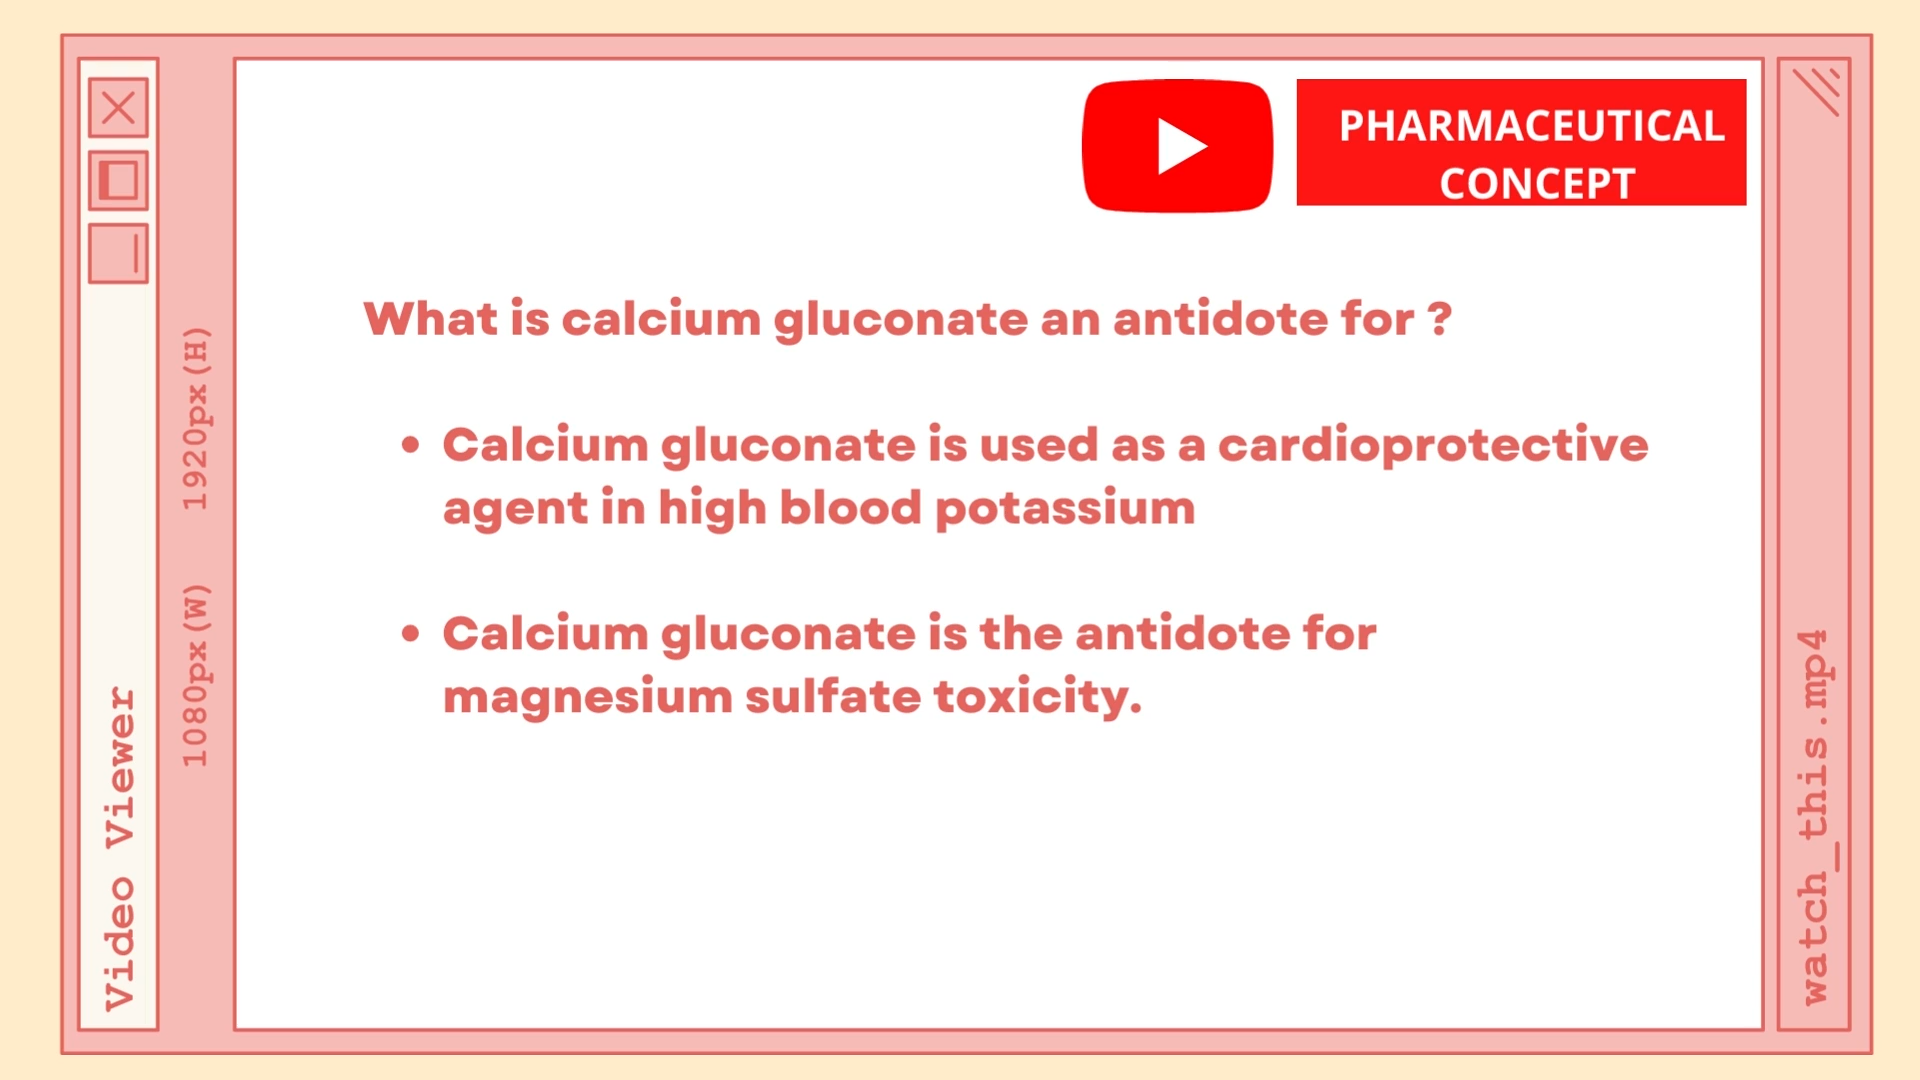 PHARMACEUTICAL
CONCEPT
What is calcium gluconate an antidote for ?
• Calcium gluconate is used as a cardioprotective
agent in high blood potassium
• Calcium gluconate is the antidote for
magnesium sulfate toxicity.
Video Viewer
1080px(W) 1920px(H)
watch_this.mp4